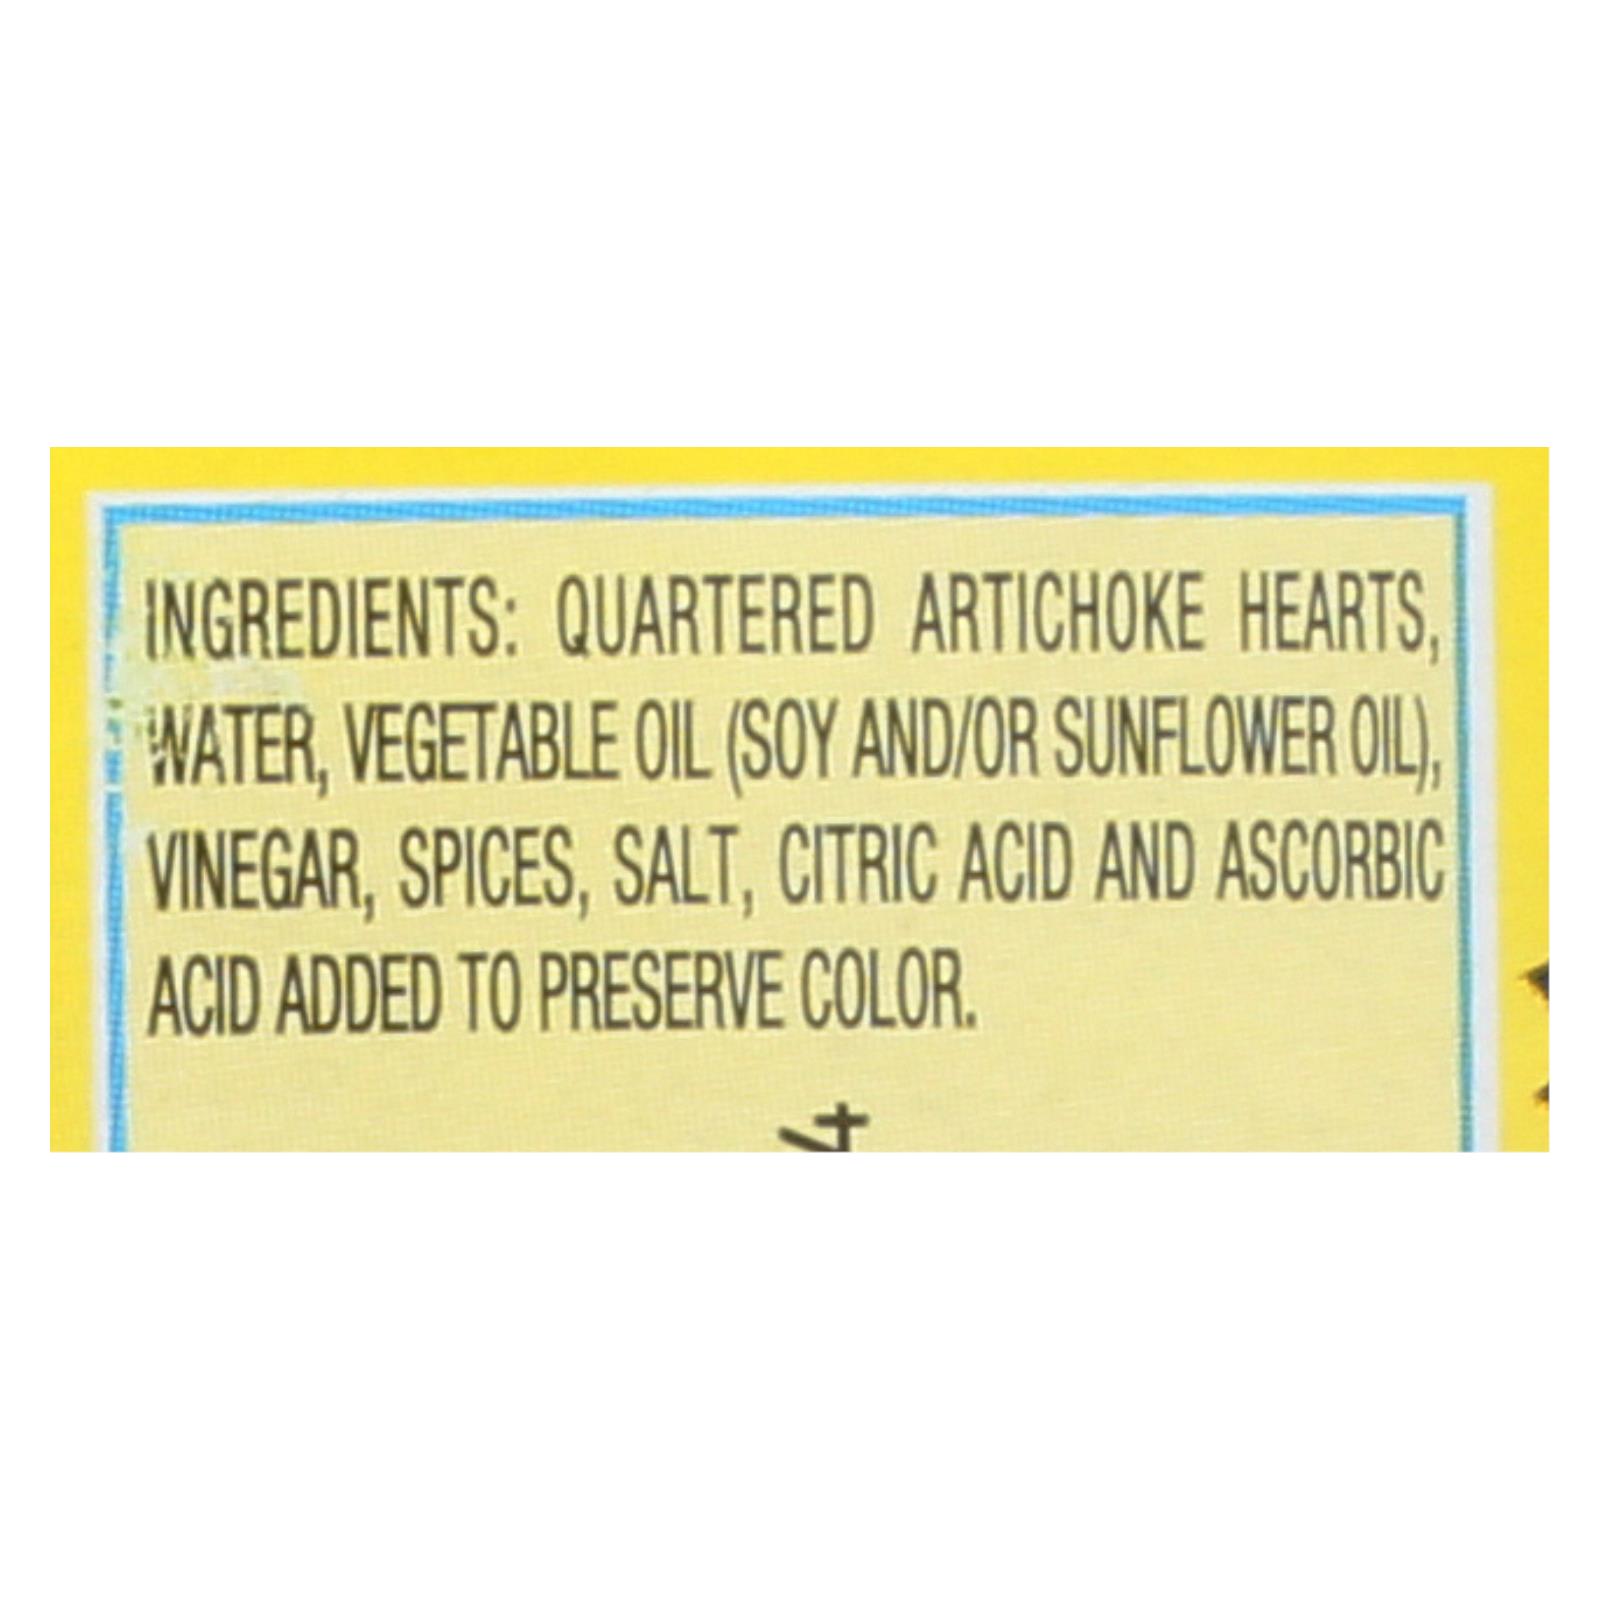 INGREDIENTS: QUARTERED ARTICHOKE HEARTS,
WATER, VEGETABLE OIL (SOY AND/OR SUNFLOWER OIL),
VINEGAR, SPICES, SALT, CITRIC ACID AND ASCORBIC
ACID ADDED TO PRESERVE COLOR.